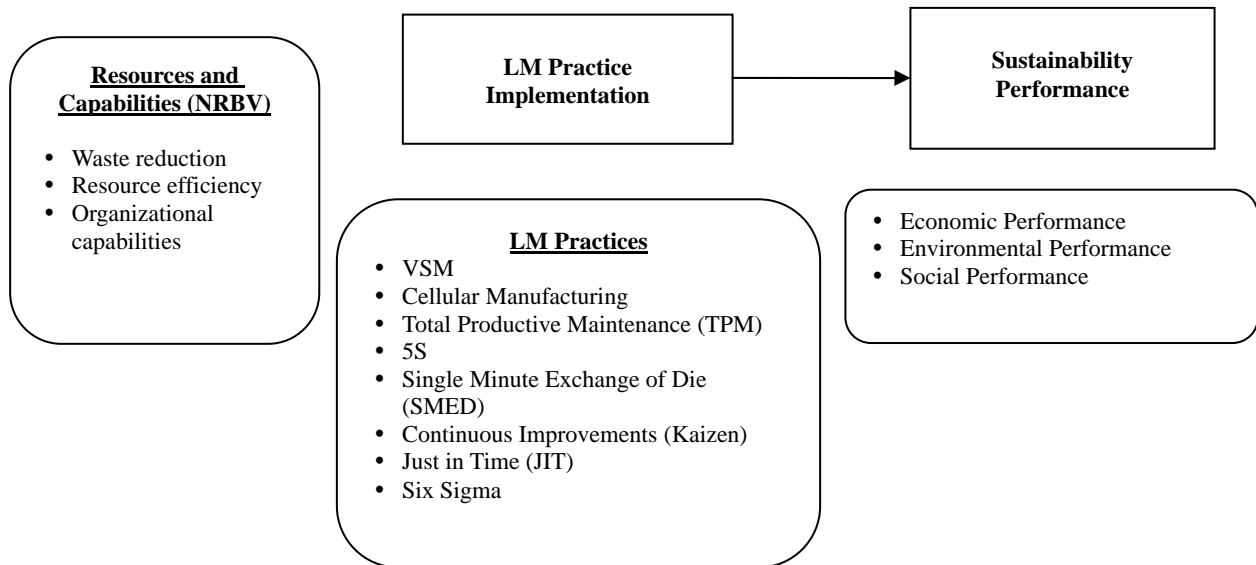 Resources and
Capabilities (NRBV)
• Waste reduction
• Resource efficiency
• Organizational
capabilities
LM Practice
Implementation
Sustainability
Performance
LM Practices
• VSM
• Cellular Manufacturing
• Total Productive Maintenance (TPM)
• 5S
• Single Minute Exchange of Die
(SMED)
• Continuous Improvements (Kaizen)
• Just in Time (JIT)
• Six Sigma
• Economic Performance
• Environmental Performance
• Social Performance